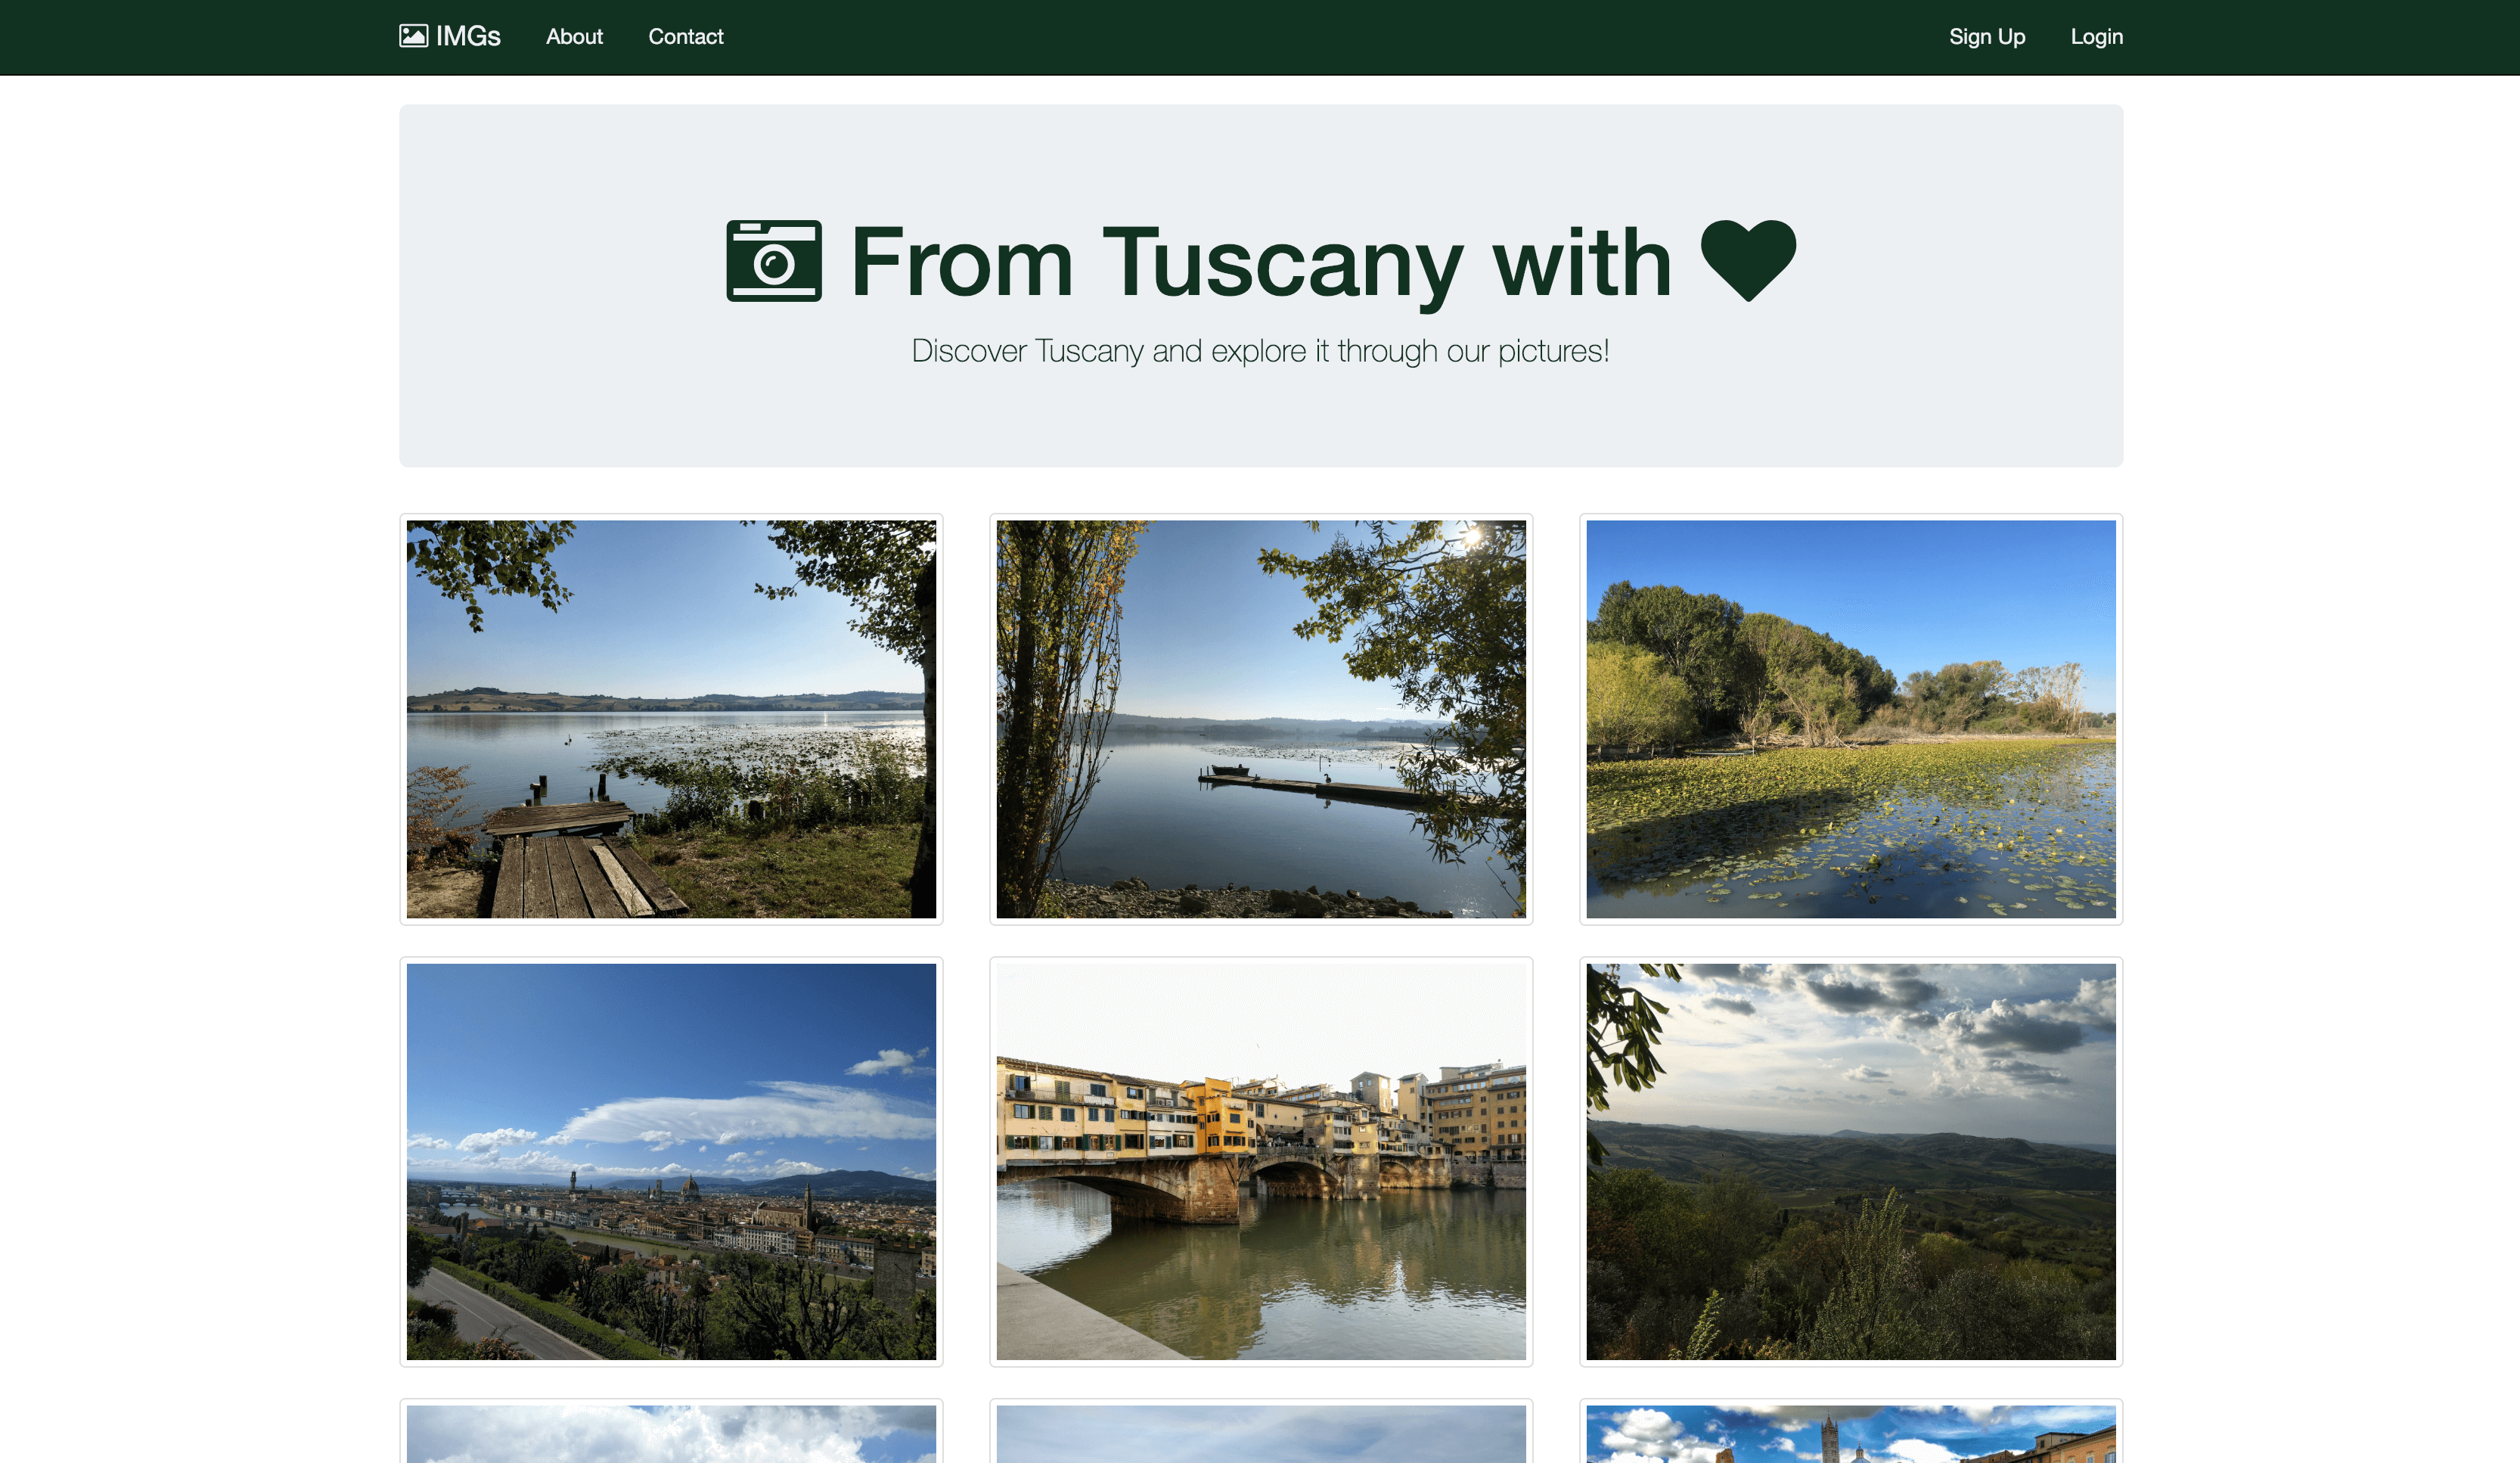 IMGs About Contact Sign Up Login
From Tuscany with
Discover Tuscany and explore it through our pictures!